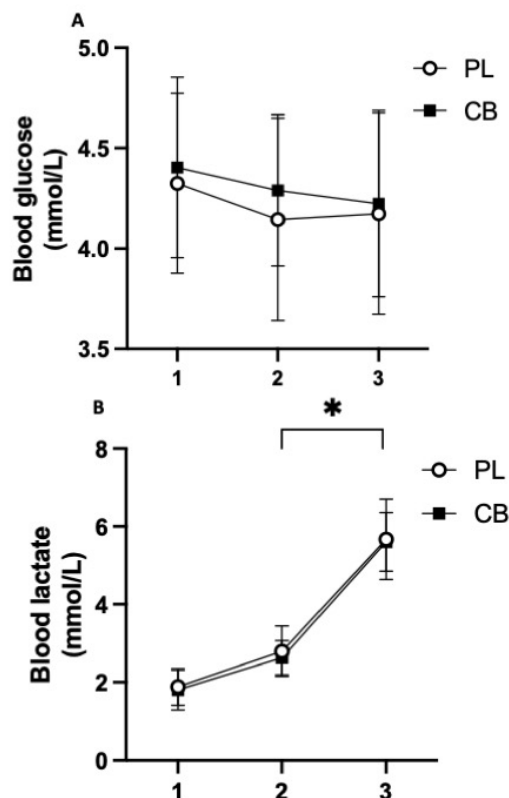 A
5.0
4.5
4.0
3.5
Blood glucose
(mmol/L)
1 2 3
PL
CB
B
*
8
6
4
2
0
Blood lactate
(mmol/L)
1 2 3
PL
CB